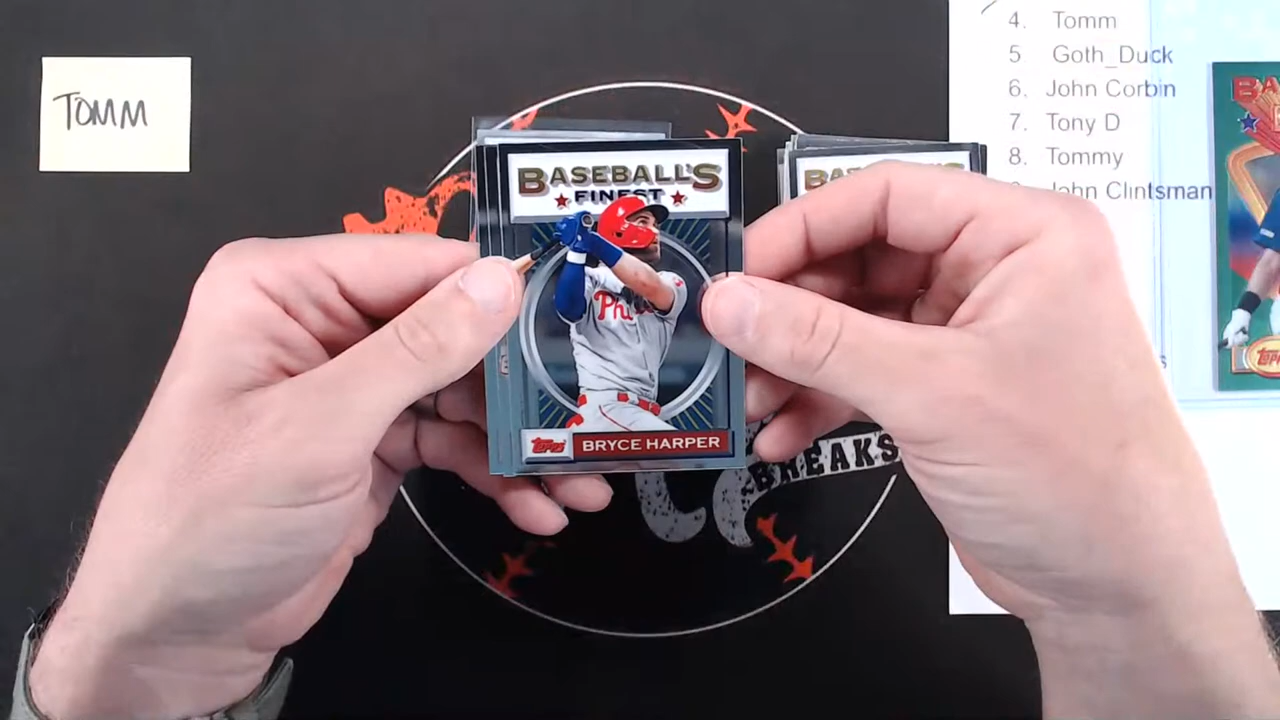 TOMM
4. Tomm
5 Goth_Duck
6. John Corbin
7. Tony D
8. Tommy
John Clintsman
BASEBALL'S
FINEST
Phi
TOPPS
BRYCE HARPER
BREAKS